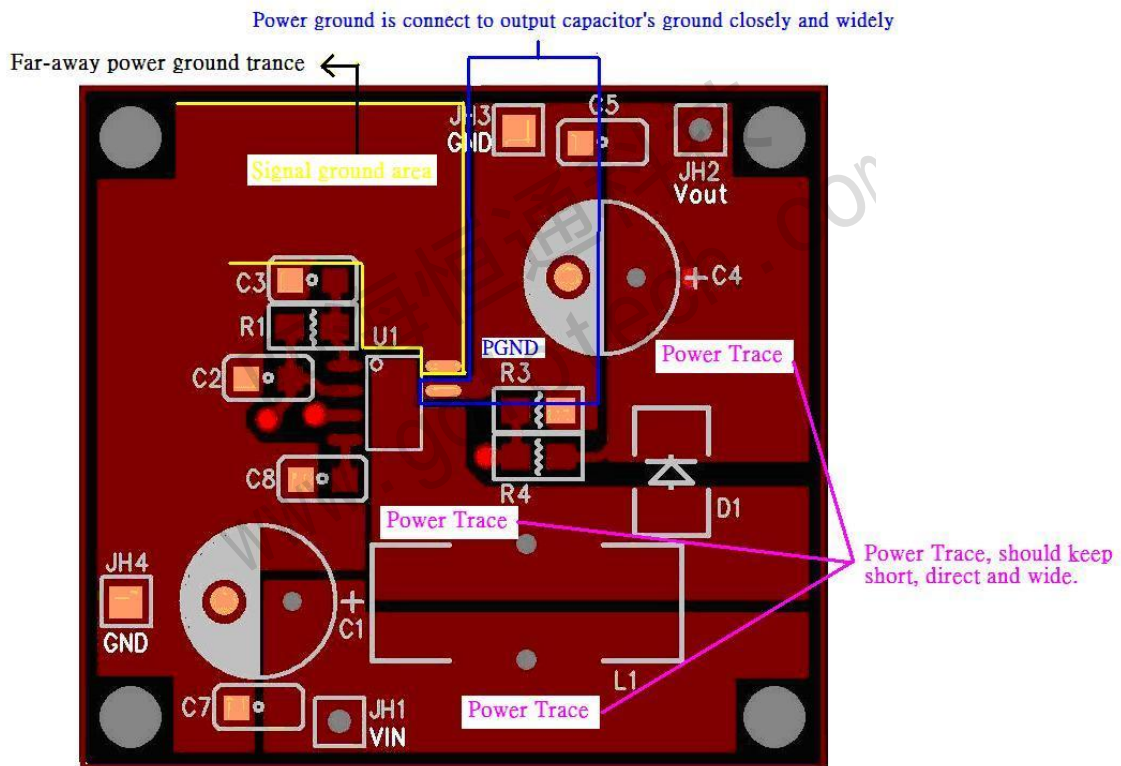 Power ground is connect to output capacitor's ground closely and widely
Far-away power ground trance
JH3
GND
C5
JH2
Vout
Signal ground area
C3
C4
R1
U1
PGND
Power Trace
C2
R3
C8
R4
D1
Power Trace
Power Trace, should keep
short, direct and wide.
JH4
GND
C1
L1
C7
JH1
VIN
Power Trace